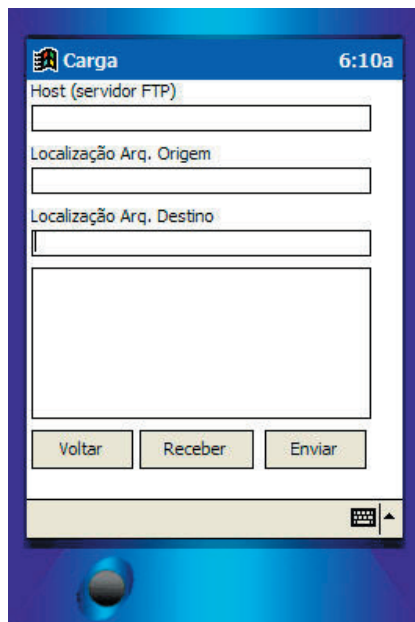 Carga 6:10a
Host (servidor FTP)
Localização Arq. Origem
Localização Arq. Destino
Voltar Receber Enviar